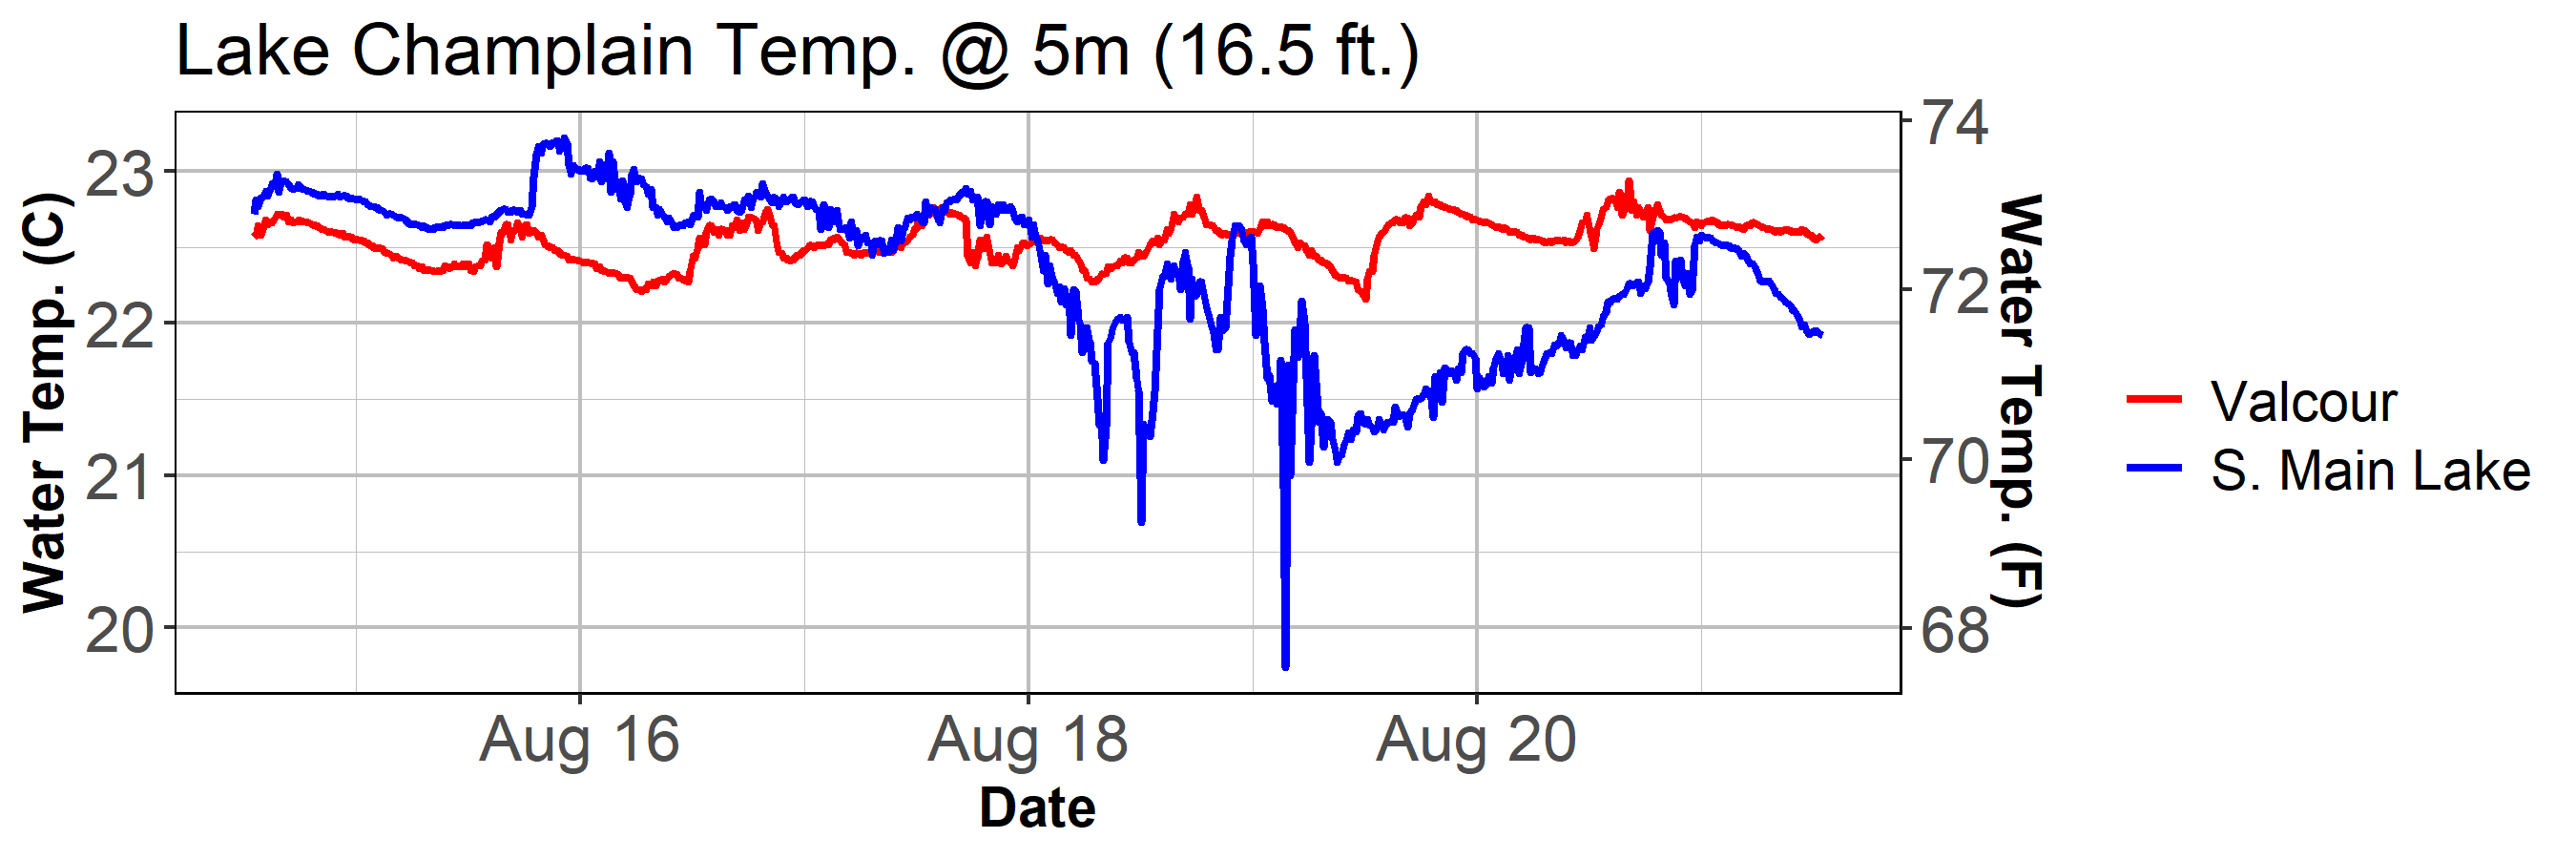 Lake Champlain Temp. @ 5m (16.5 ft.)
Water Temp. (C)
23
22
21
20
74
72
70
68
Water Temp. (F)
Aug 16
Aug 18
Aug 20
Date
Valcour
S. Main Lake